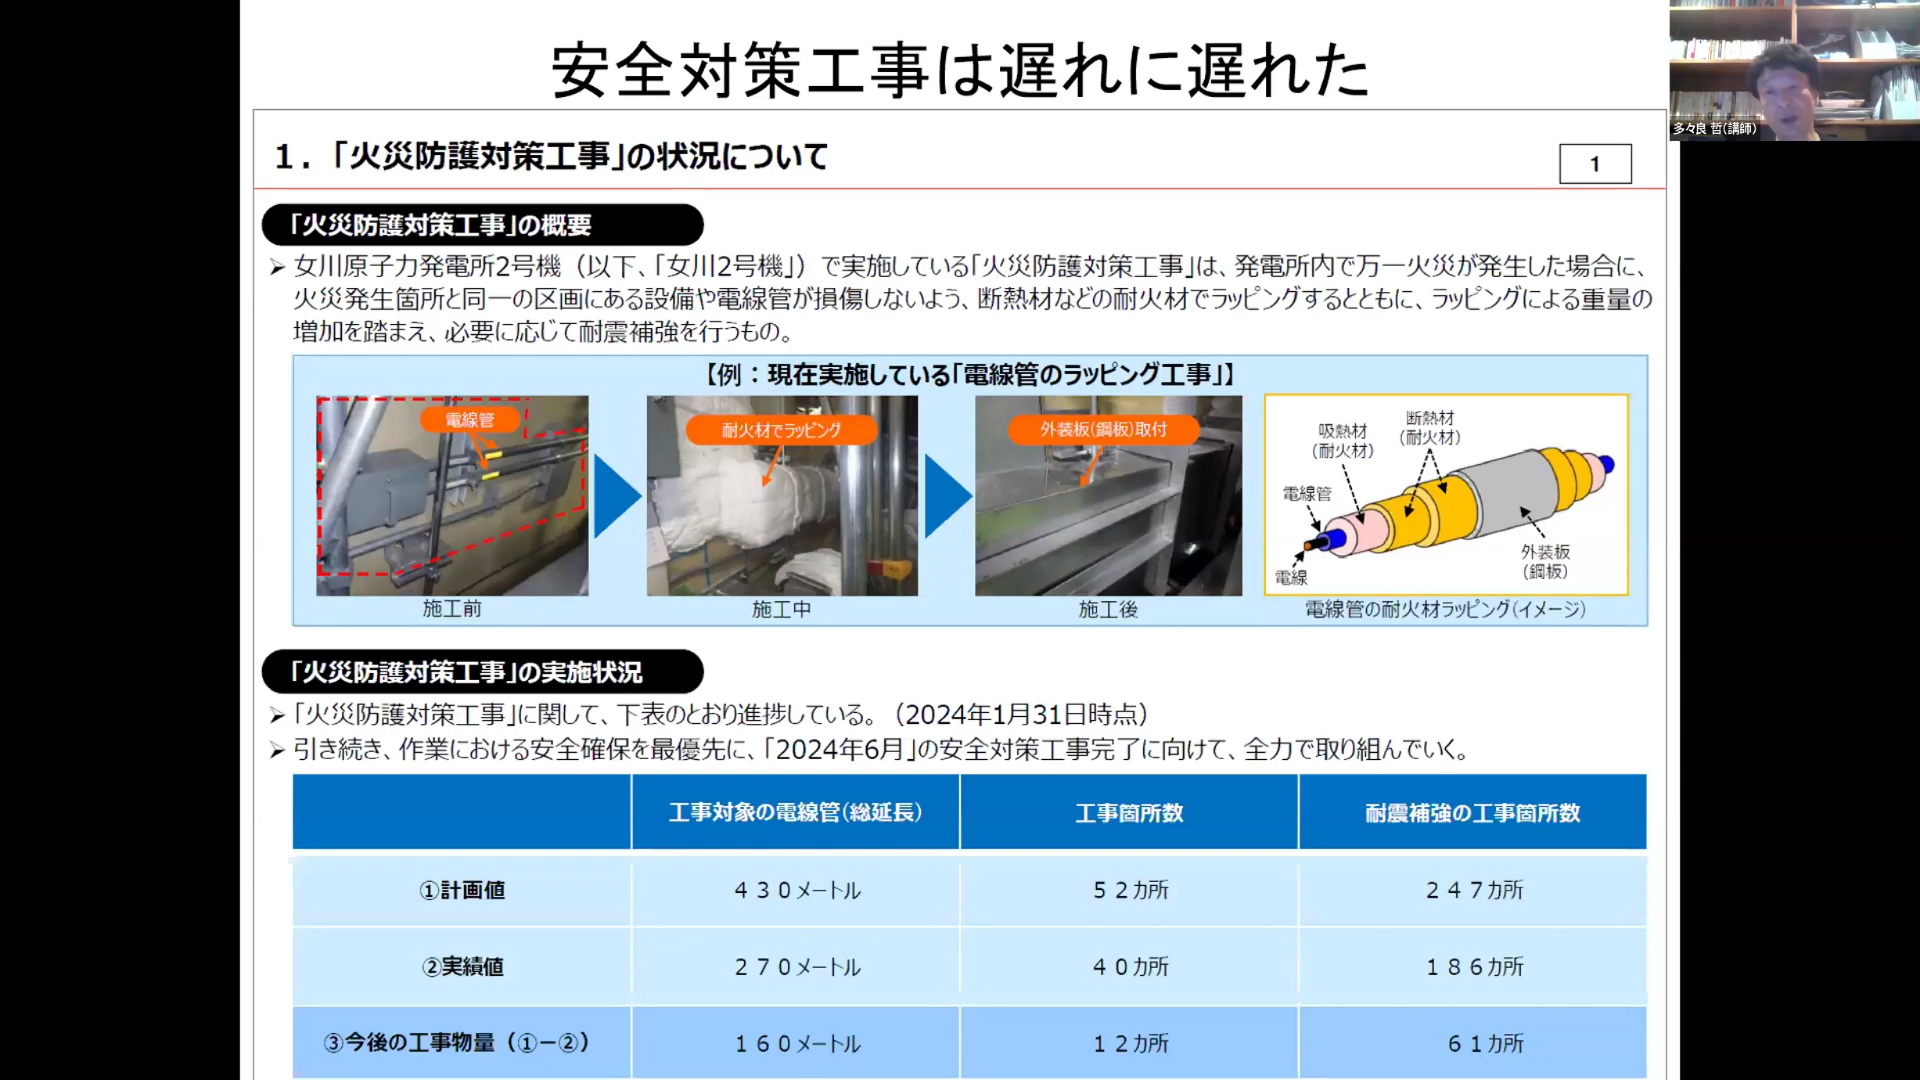 安全対策工事は遅れに遅れた
多々良 哲(講師)
1.「火災防護対策工事」の状況について
1
「火災防護対策工事」の概要
➢ 女川原子力発電所2号機（以下、「女川2号機」）で実施している「火災防護対策工事」は、発電所内で万一火災が発生した場合に、
火災発生箇所と同一の区画にある設備や電線管が損傷しないよう、断熱材などの耐火材でラッピングするとともに、ラッピングによる重量の
増加を踏まえ、必要に応じて耐震補強を行うもの。
【例：現在実施している「電線管のラッピング工事」】
電線管
耐火材でラッピング
外装板(鋼板)取付
吸熱材
(耐火材)
断熱材
(耐火材)
電線管
電線
外装板
(鋼板)
施工前
施工中
施工後
電線管の耐火材ラッピング(イメージ)
「火災防護対策工事」の実施状況
➢「火災防護対策工事」に関して、下表のとおり進捗している。（2024年1月31日時点）
➢ 引き続き、作業における安全確保を最優先に、「2024年6月」の安全対策工事完了に向けて、全力で取り組んでいく。
工事対象の電線管(総延長) 工事箇所数 耐震補強の工事箇所数
①計画値 ４３０メートル ５２カ所 ２４７カ所
②実績値 ２７０メートル ４０カ所 １８６カ所
③今後の工事物量（①－②） １６０メートル １２カ所 ６１カ所